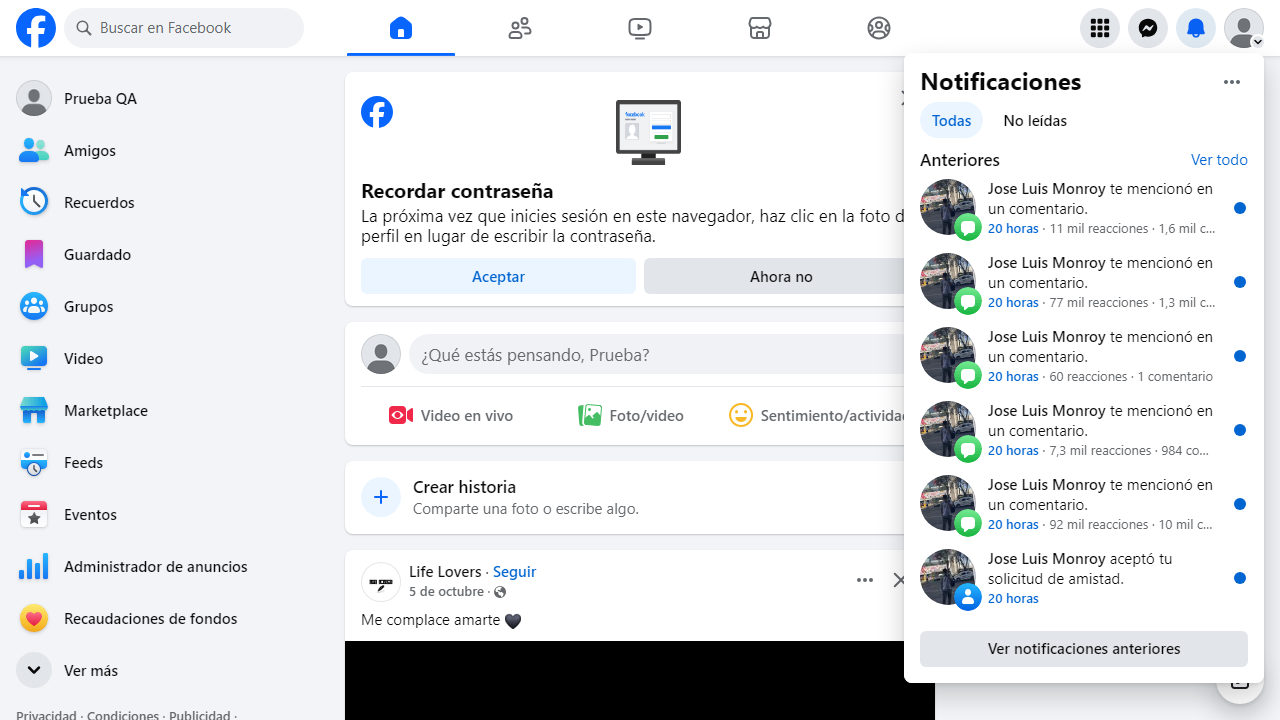 Buscar en Facebook
Prueba QA
Amigos
Recuerdos
Guardado
Grupos
Video
Marketplace
Feeds
Eventos
Administrador de anuncios
Recaudaciones de fondos
Ver más
Privacidad · Condiciones · Publicidad ·
Recordar contraseña
La próxima vez que inicies sesión en este navegador, haz clic en la foto d
perfil en lugar de escribir la contraseña.
Aceptar
Ahora no
¿Qué estás pensando, Prueba?
Video en vivo
Foto/video
Sentimiento/actividad
Crear historia
Comparte una foto o escribe algo.
Life Lovers · Seguir
5 de octubre ·
Me complace amarte 🖤
Notificaciones
Todas
No leídas
Anteriores
Ver todo
Jose Luis Monroy te mencionó en
un comentario.
20 horas · 11 mil reacciones · 1,6 mil c...
Jose Luis Monroy te mencionó en
un comentario.
20 horas · 77 mil reacciones · 1,3 mil c...
Jose Luis Monroy te mencionó en
un comentario.
20 horas · 60 reacciones · 1 comentario
Jose Luis Monroy te mencionó en
un comentario.
20 horas · 7,3 mil reacciones · 984 co...
Jose Luis Monroy te mencionó en
un comentario.
20 horas · 92 mil reacciones · 10 mil c...
Jose Luis Monroy aceptó tu
solicitud de amistad.
20 horas
Ver notificaciones anteriores